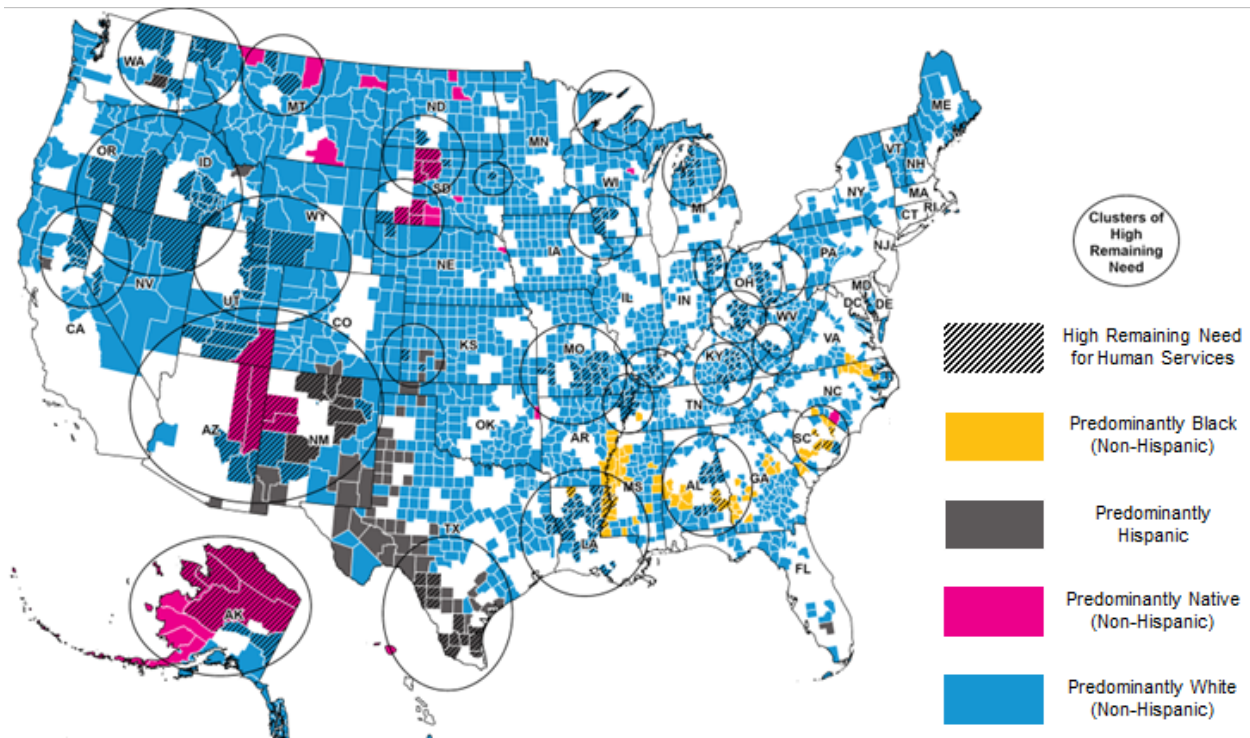 WA
MT
ND
MN
ME
OR
ID
SD
WI
VT
NH
NY
MA
CT
RI
MI
WY
IA
NE
PA
NJ
NV
UT
CO
IL
IN
OH
MD
DC
DE
WV
VA
CA
KS
MO
KY
NC
TN
AZ
NM
OK
AR
SC
MS
AL
GA
TX
LA
FL
AK
Clusters of
High
Remaining
Need
High Remaining Need
for Human Services
Predominantly Black
(Non-Hispanic)
Predominantly
Hispanic
Predominantly Native
(Non-Hispanic)
Predominantly White
(Non-Hispanic)